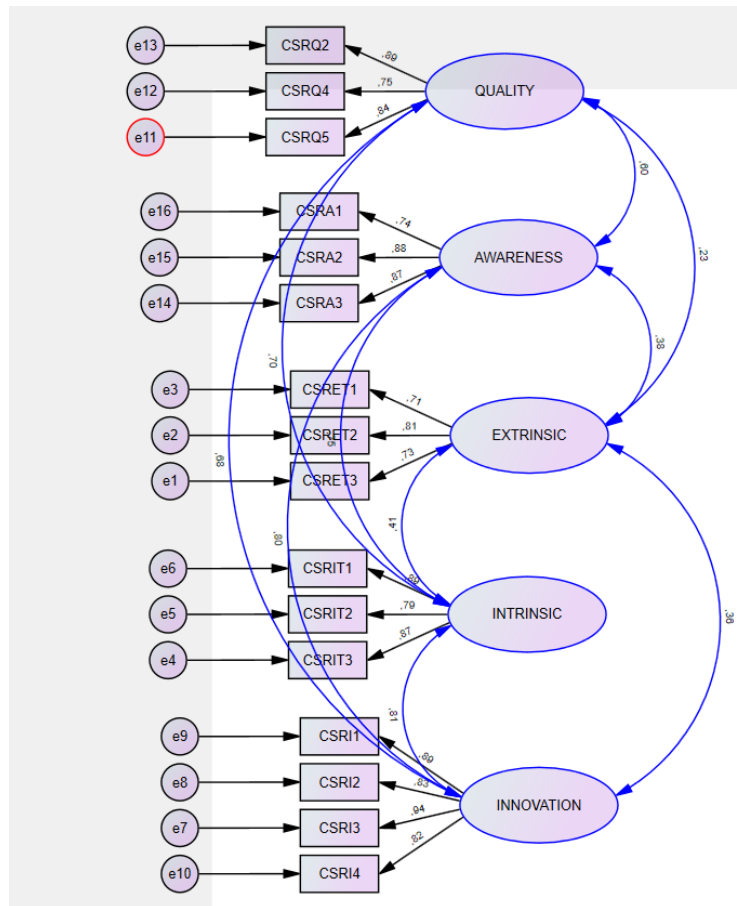 e13
CSRQ2
,89
e12
CSRQ4
,75
QUALITY
e11
CSRQ5
,84
,60
e16
CSRA1
,74
e15
CSRA2
,88
AWARENESS
e14
CSRA3
,87
,23
,38
,70
e3
CSRET1
,71
e2
CSRET2
,81
EXTRINSIC
e1
CSRET3
,73
,68
,80
,41
e6
CSRIT1
,89
e5
CSRIT2
,79
INTRINSIC
e4
CSRIT3
,87
,36
,81
e9
CSRI1
,89
e8
CSRI2
,83
e7
CSRI3
,94
INNOVATION
e10
CSRI4
,82